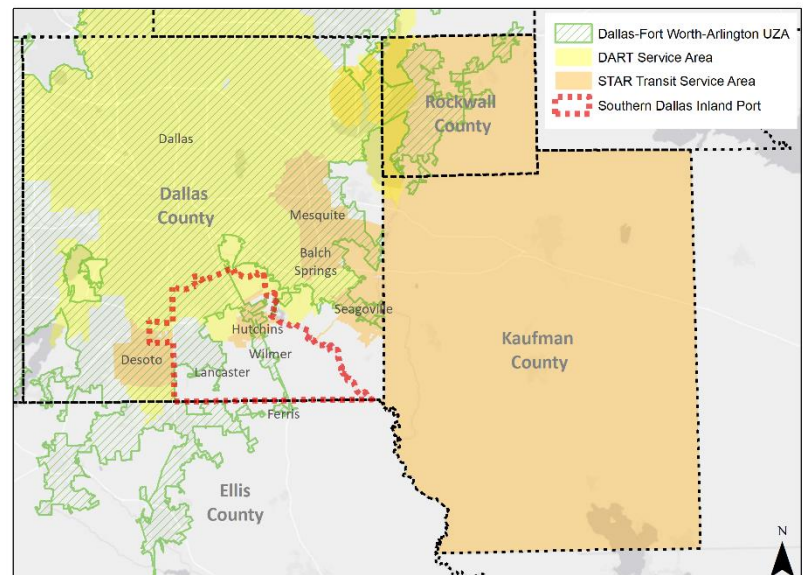 Dallas-Fort Worth-Arlington UZA
DART Service Area
STAR Transit Service Area
Southern Dallas Inland Port
Rockwall
County
Dallas
Dallas
County
Mesquite
Balch
Springs
Seagoville
Hutchins
Wilmer
Desoto
Lancaster
Kaufman
County
Ferris
Ellis
County
N